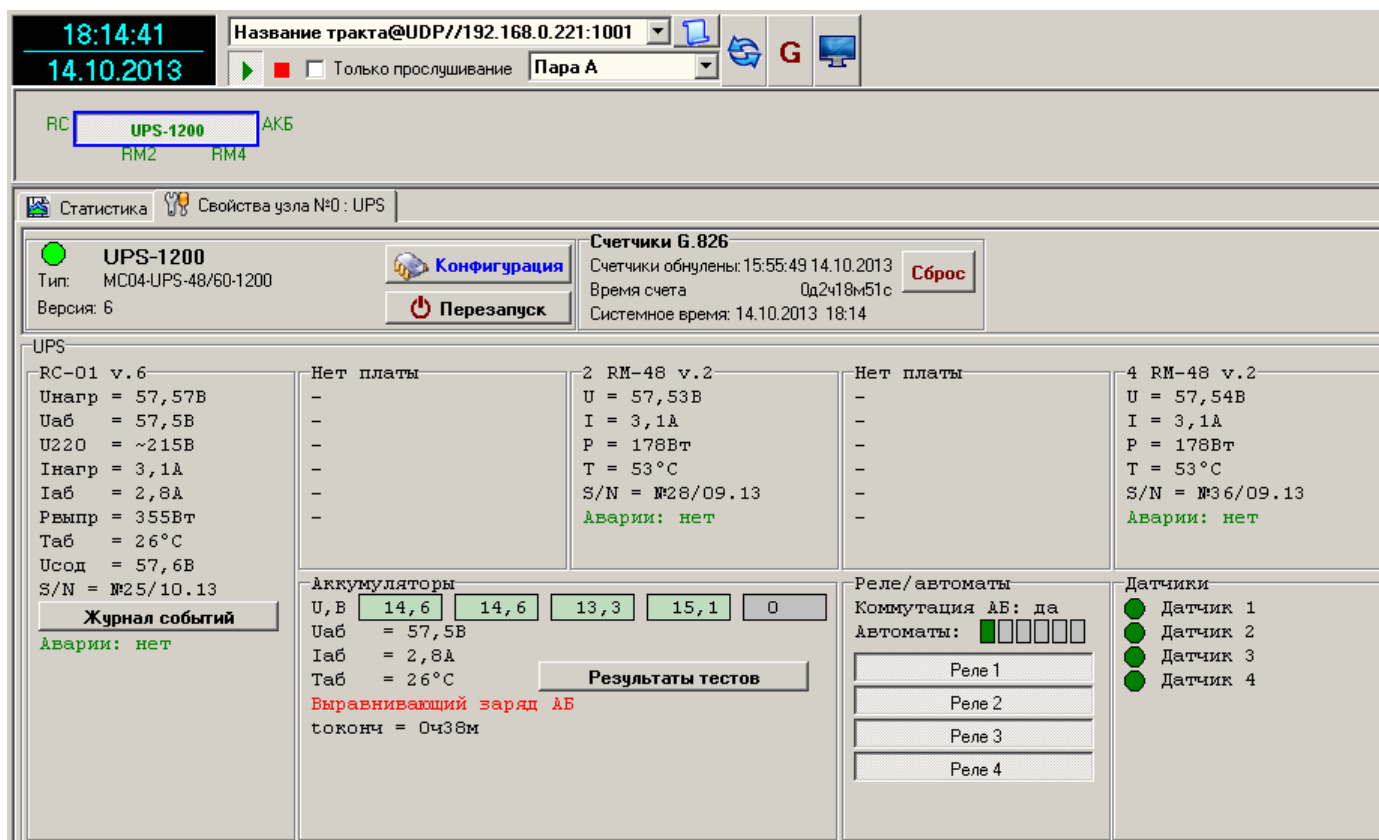 18:14:41
14.10.2013
Название тракта@UDP//192.168.0.221:1001
Только прослушивание
Пара А
G
RC
UPS-1200
АКБ
RM2
RM4
Статистика
Свойства узла №0 : UPS
UPS-1200
Тип: MC04-UPS-48/60-1200
Версия: 6
Конфигурация
Перезапуск
Счетчики G.826
Счетчики обнулены: 15:55:49 14.10.2013
Время счета 0д2ч18м51с
Системное время: 14.10.2013 18:14
Сброс
UPS
RC-01 v.6
Uнагр = 57,57В
Uаб = 57,5В
U220 = ~215В
Iнагр = 3,1А
Iаб = 2,8А
Рвыпр = 355Вт
Таб = 26°C
Uсод = 57,6В
S/N = №25/10.13
Журнал событий
Аварии: нет
Нет платы
-
-
-
-
-
-
2 RM-48 v.2
U = 57,53В
I = 3,1А
P = 178Вт
T = 53°C
S/N = №28/09.13
Аварии: нет
Нет платы
-
-
-
-
-
-
4 RM-48 v.2
U = 57,54В
I = 3,1А
P = 178Вт
T = 53°C
S/N = №36/09.13
Аварии: нет
Аккумуляторы
U,В 14,6 14,6 13,3 15,1 0
Uаб = 57,5В
Iаб = 2,8А
Таб = 26°C
Результаты тестов
Выравнивающий заряд АБ
tоконч = 0ч38м
Реле/автоматы
Коммутация АБ: да
Автоматы:
Реле 1
Реле 2
Реле 3
Реле 4
Датчики
Датчик 1
Датчик 2
Датчик 3
Датчик 4